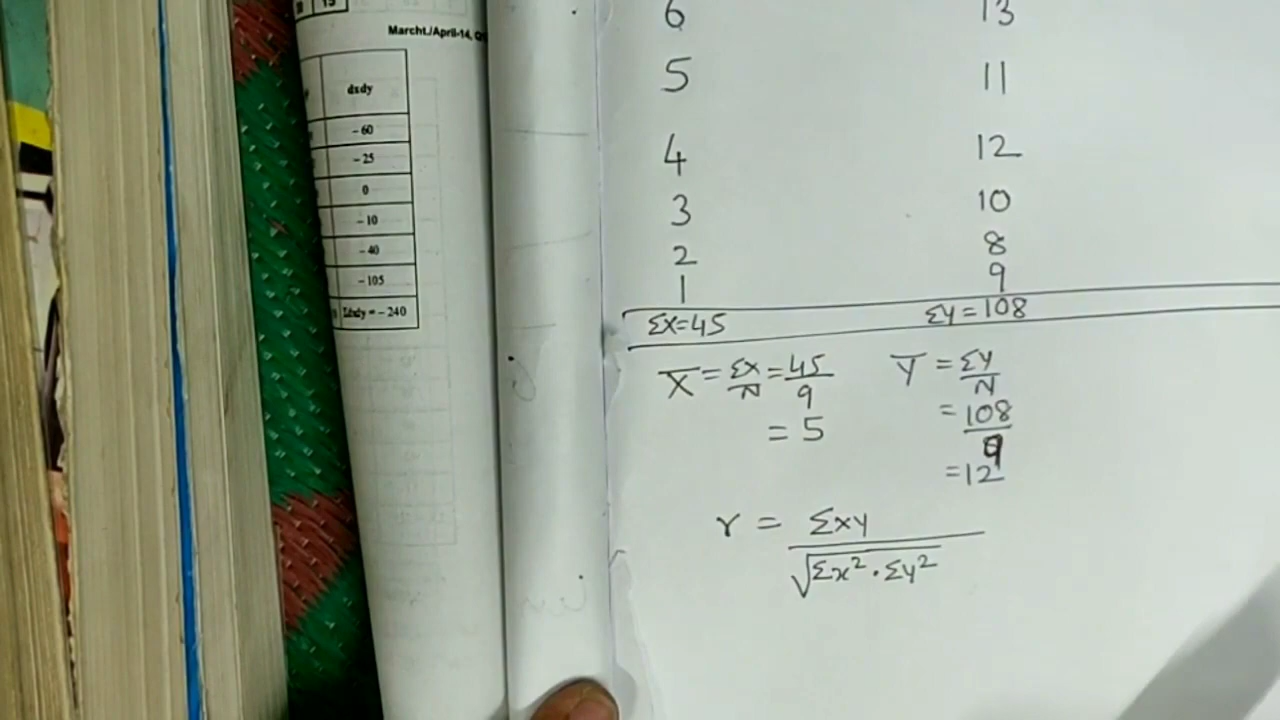 15
Marcht./April-14,
dxdy
– 60
– 25
0
– 10
– 40
– 105
Σdxdy = – 240
6 13
5 11
4 12
3 10
2 8
1 9
Σx=45 Σy=108
X̅ = Σx/N = 45/9
= 5
Y̅ = Σy/N
= 108/9
=12
r = Σxy/√Σx²·Σy²